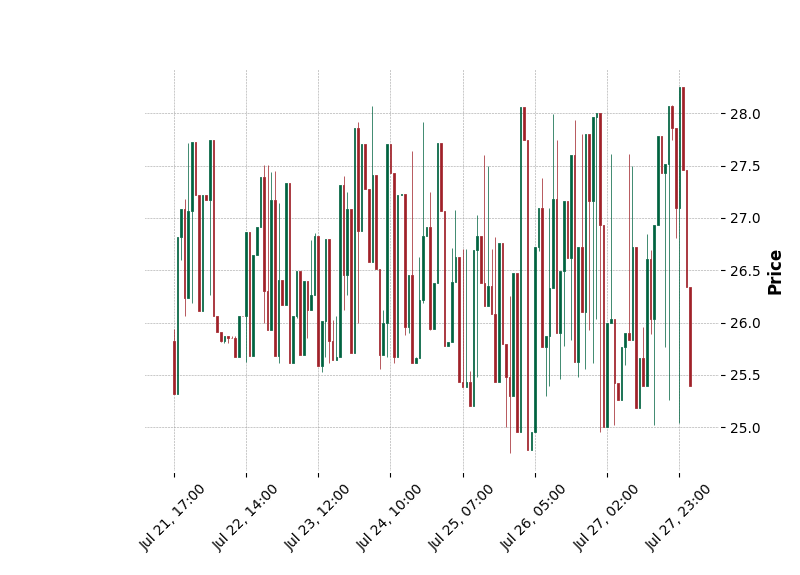 28.0
27.5
27.0
26.5
26.0
25.5
25.0
Price
Jul 21, 17:00
Jul 22, 14:00
Jul 23, 12:00
Jul 24, 10:00
Jul 25, 07:00
Jul 26, 05:00
Jul 27, 02:00
Jul 27, 23:00